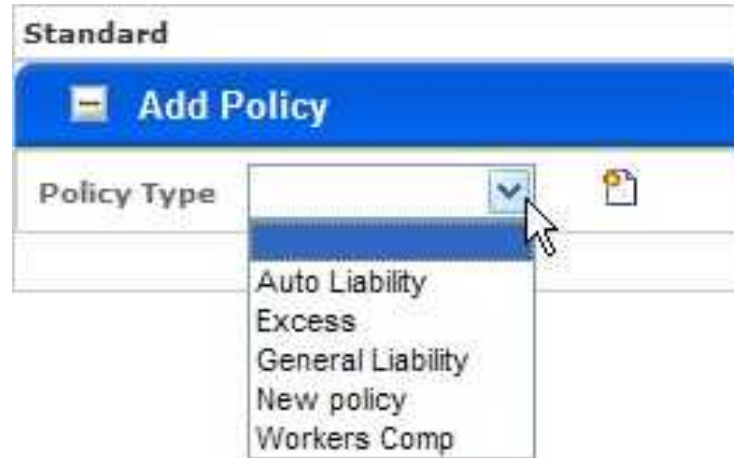 Standard
Add Policy
Policy Type
Auto Liability
Excess
General Liability
New policy
Workers Comp